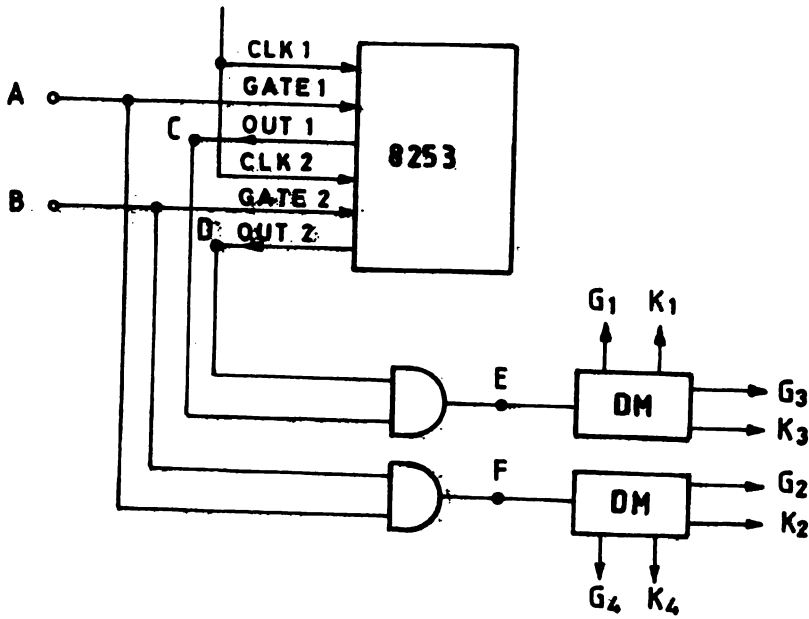 CLK 1
A
GATE 1
C
OUT 1
8253
CLK 2
B
GATE 2
D
OUT 2
G1 K1
E
DM
G3
K3
F
DM
G2
K2
G4 K4